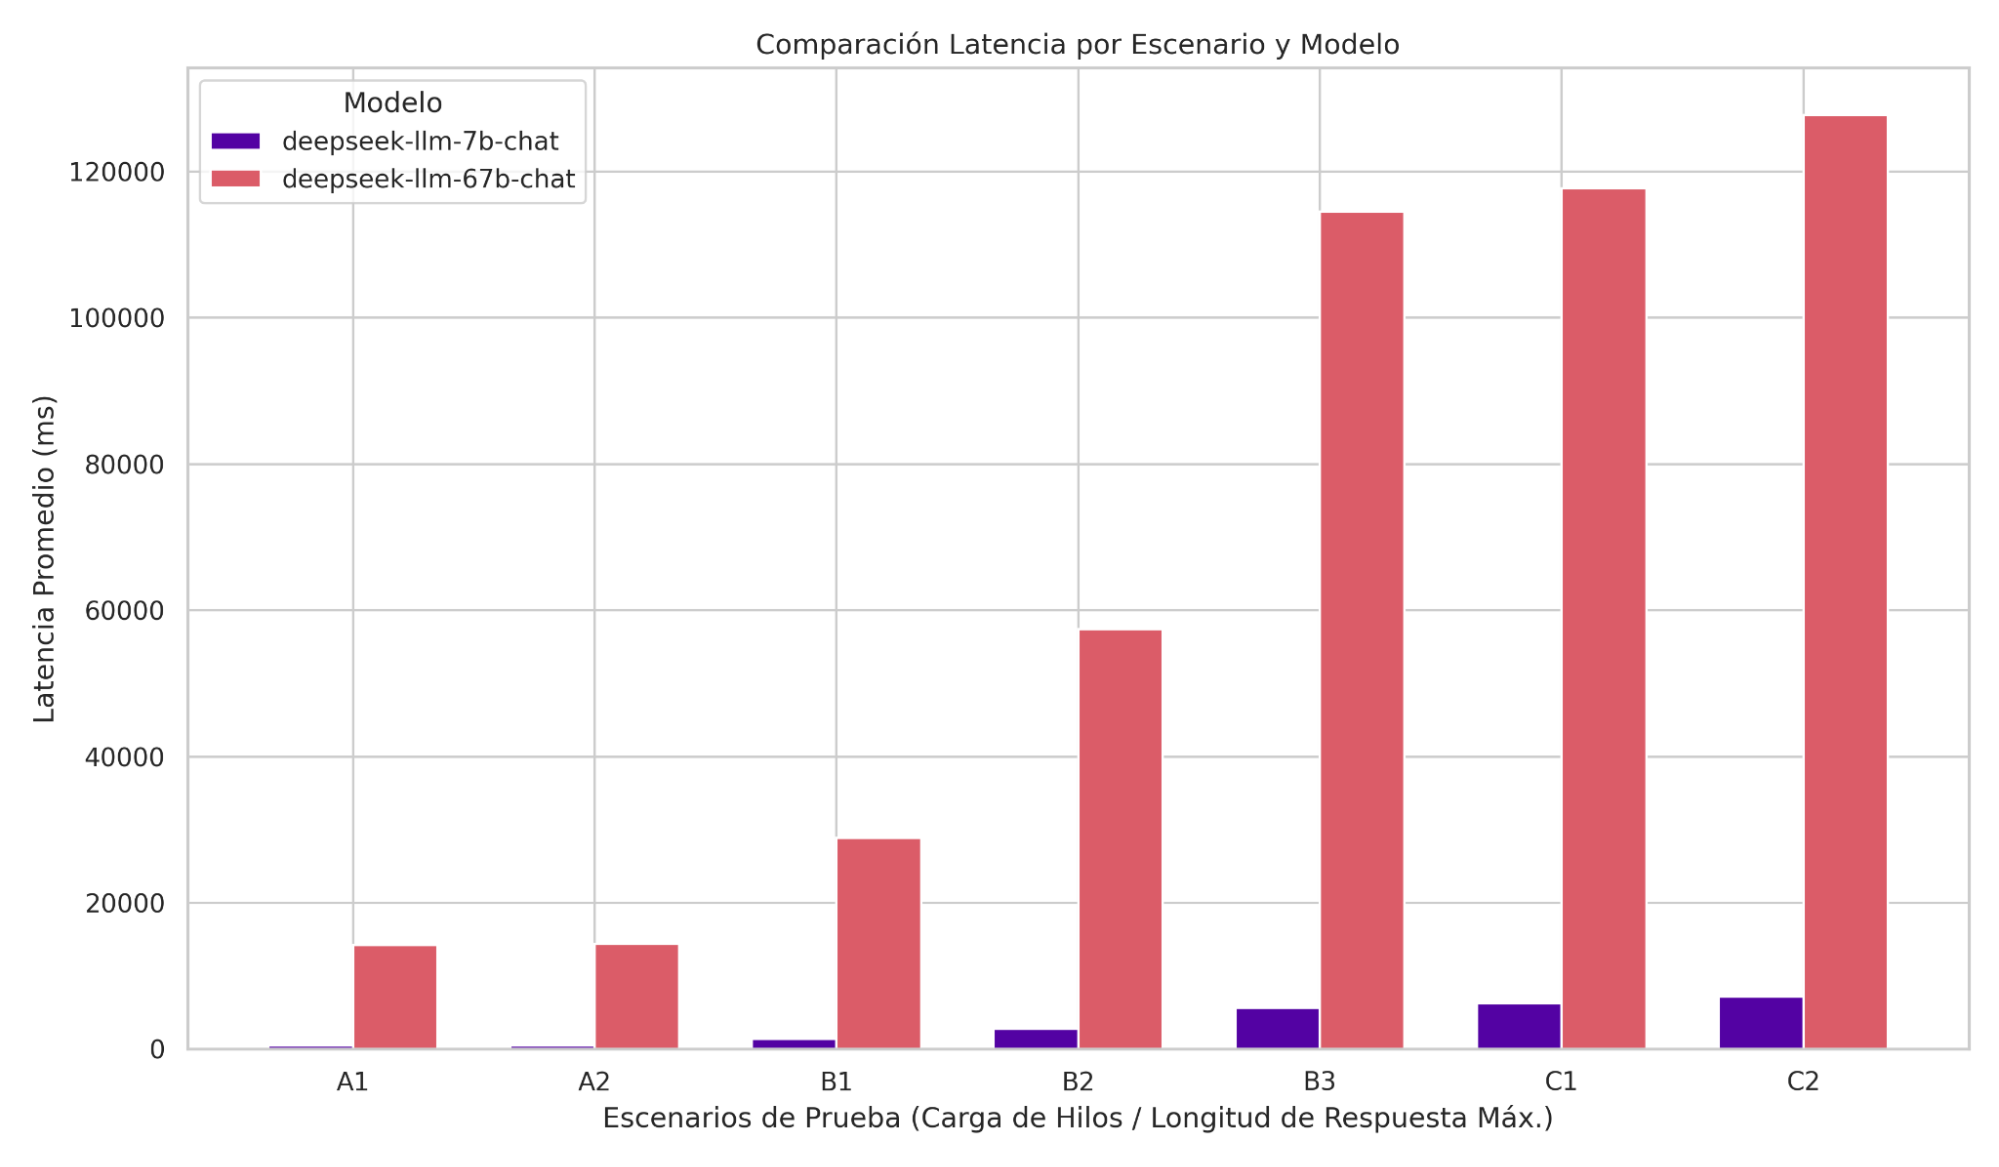 Comparación Latencia por Escenario y Modelo
Modelo
deepseek-llm-7b-chat
deepseek-llm-67b-chat
Latencia Promedio (ms)
120000
100000
80000
60000
40000
20000
0
A1 A2 B1 B2 B3 C1 C2
Escenarios de Prueba (Carga de Hilos / Longitud de Respuesta Máx.)